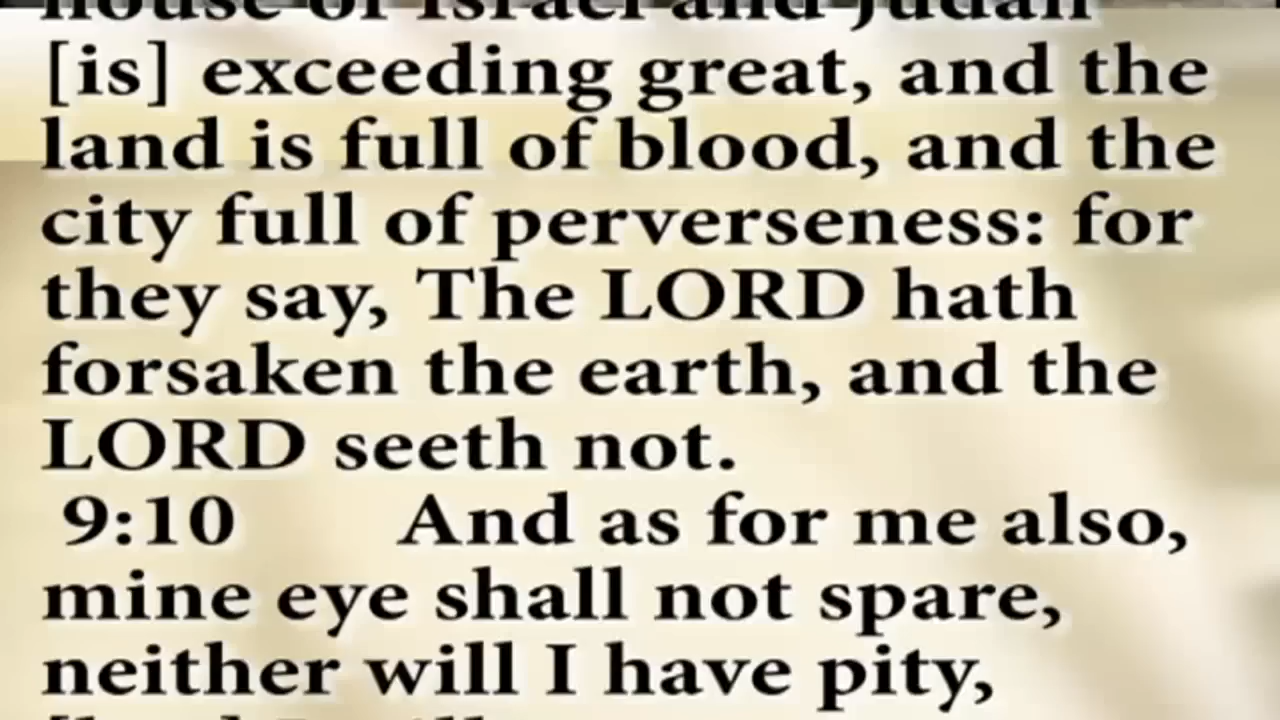 house of Israel and Judah
[is] exceeding great, and the
land is full of blood, and the
city full of perverseness: for
they say, The LORD hath
forsaken the earth, and the
LORD seeth not.
9:10 And as for me also,
mine eye shall not spare,
neither will I have pity,